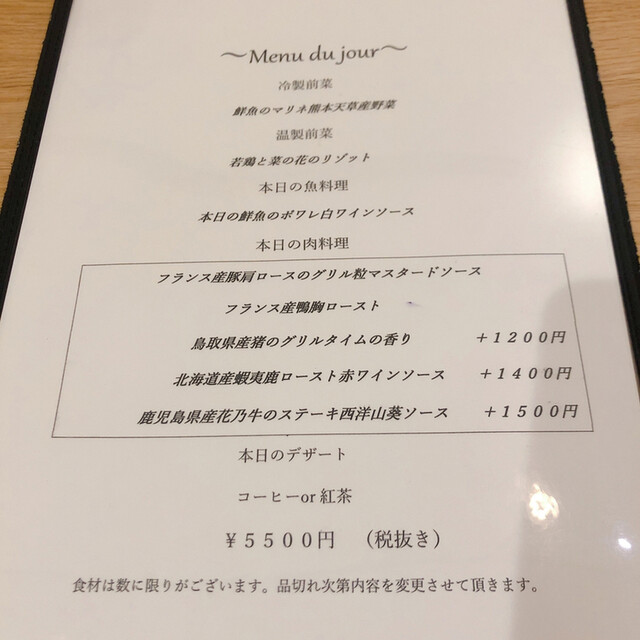 ～Menu du jour～
冷製前菜
鮮魚のマリネ熊本天草産野菜
温製前菜
若鶏と菜の花のリゾット
本日の魚料理
本日の鮮魚のポワレ白ワインソース
本日の肉料理
フランス産豚肩ロースのグリル粒マスタードソース
フランス産鴨胸ロースト
鳥取県産猪のグリルタイムの香り ＋１２００円
北海道産蝦夷鹿ロースト赤ワインソース ＋１４００円
鹿児島県産花乃牛のステーキ西洋山葵ソース ＋１５００円
本日のデザート
コーヒーor 紅茶
￥５５００円 （税抜き）
食材は数に限りがございます。品切れ次第内容を変更させて頂きます。